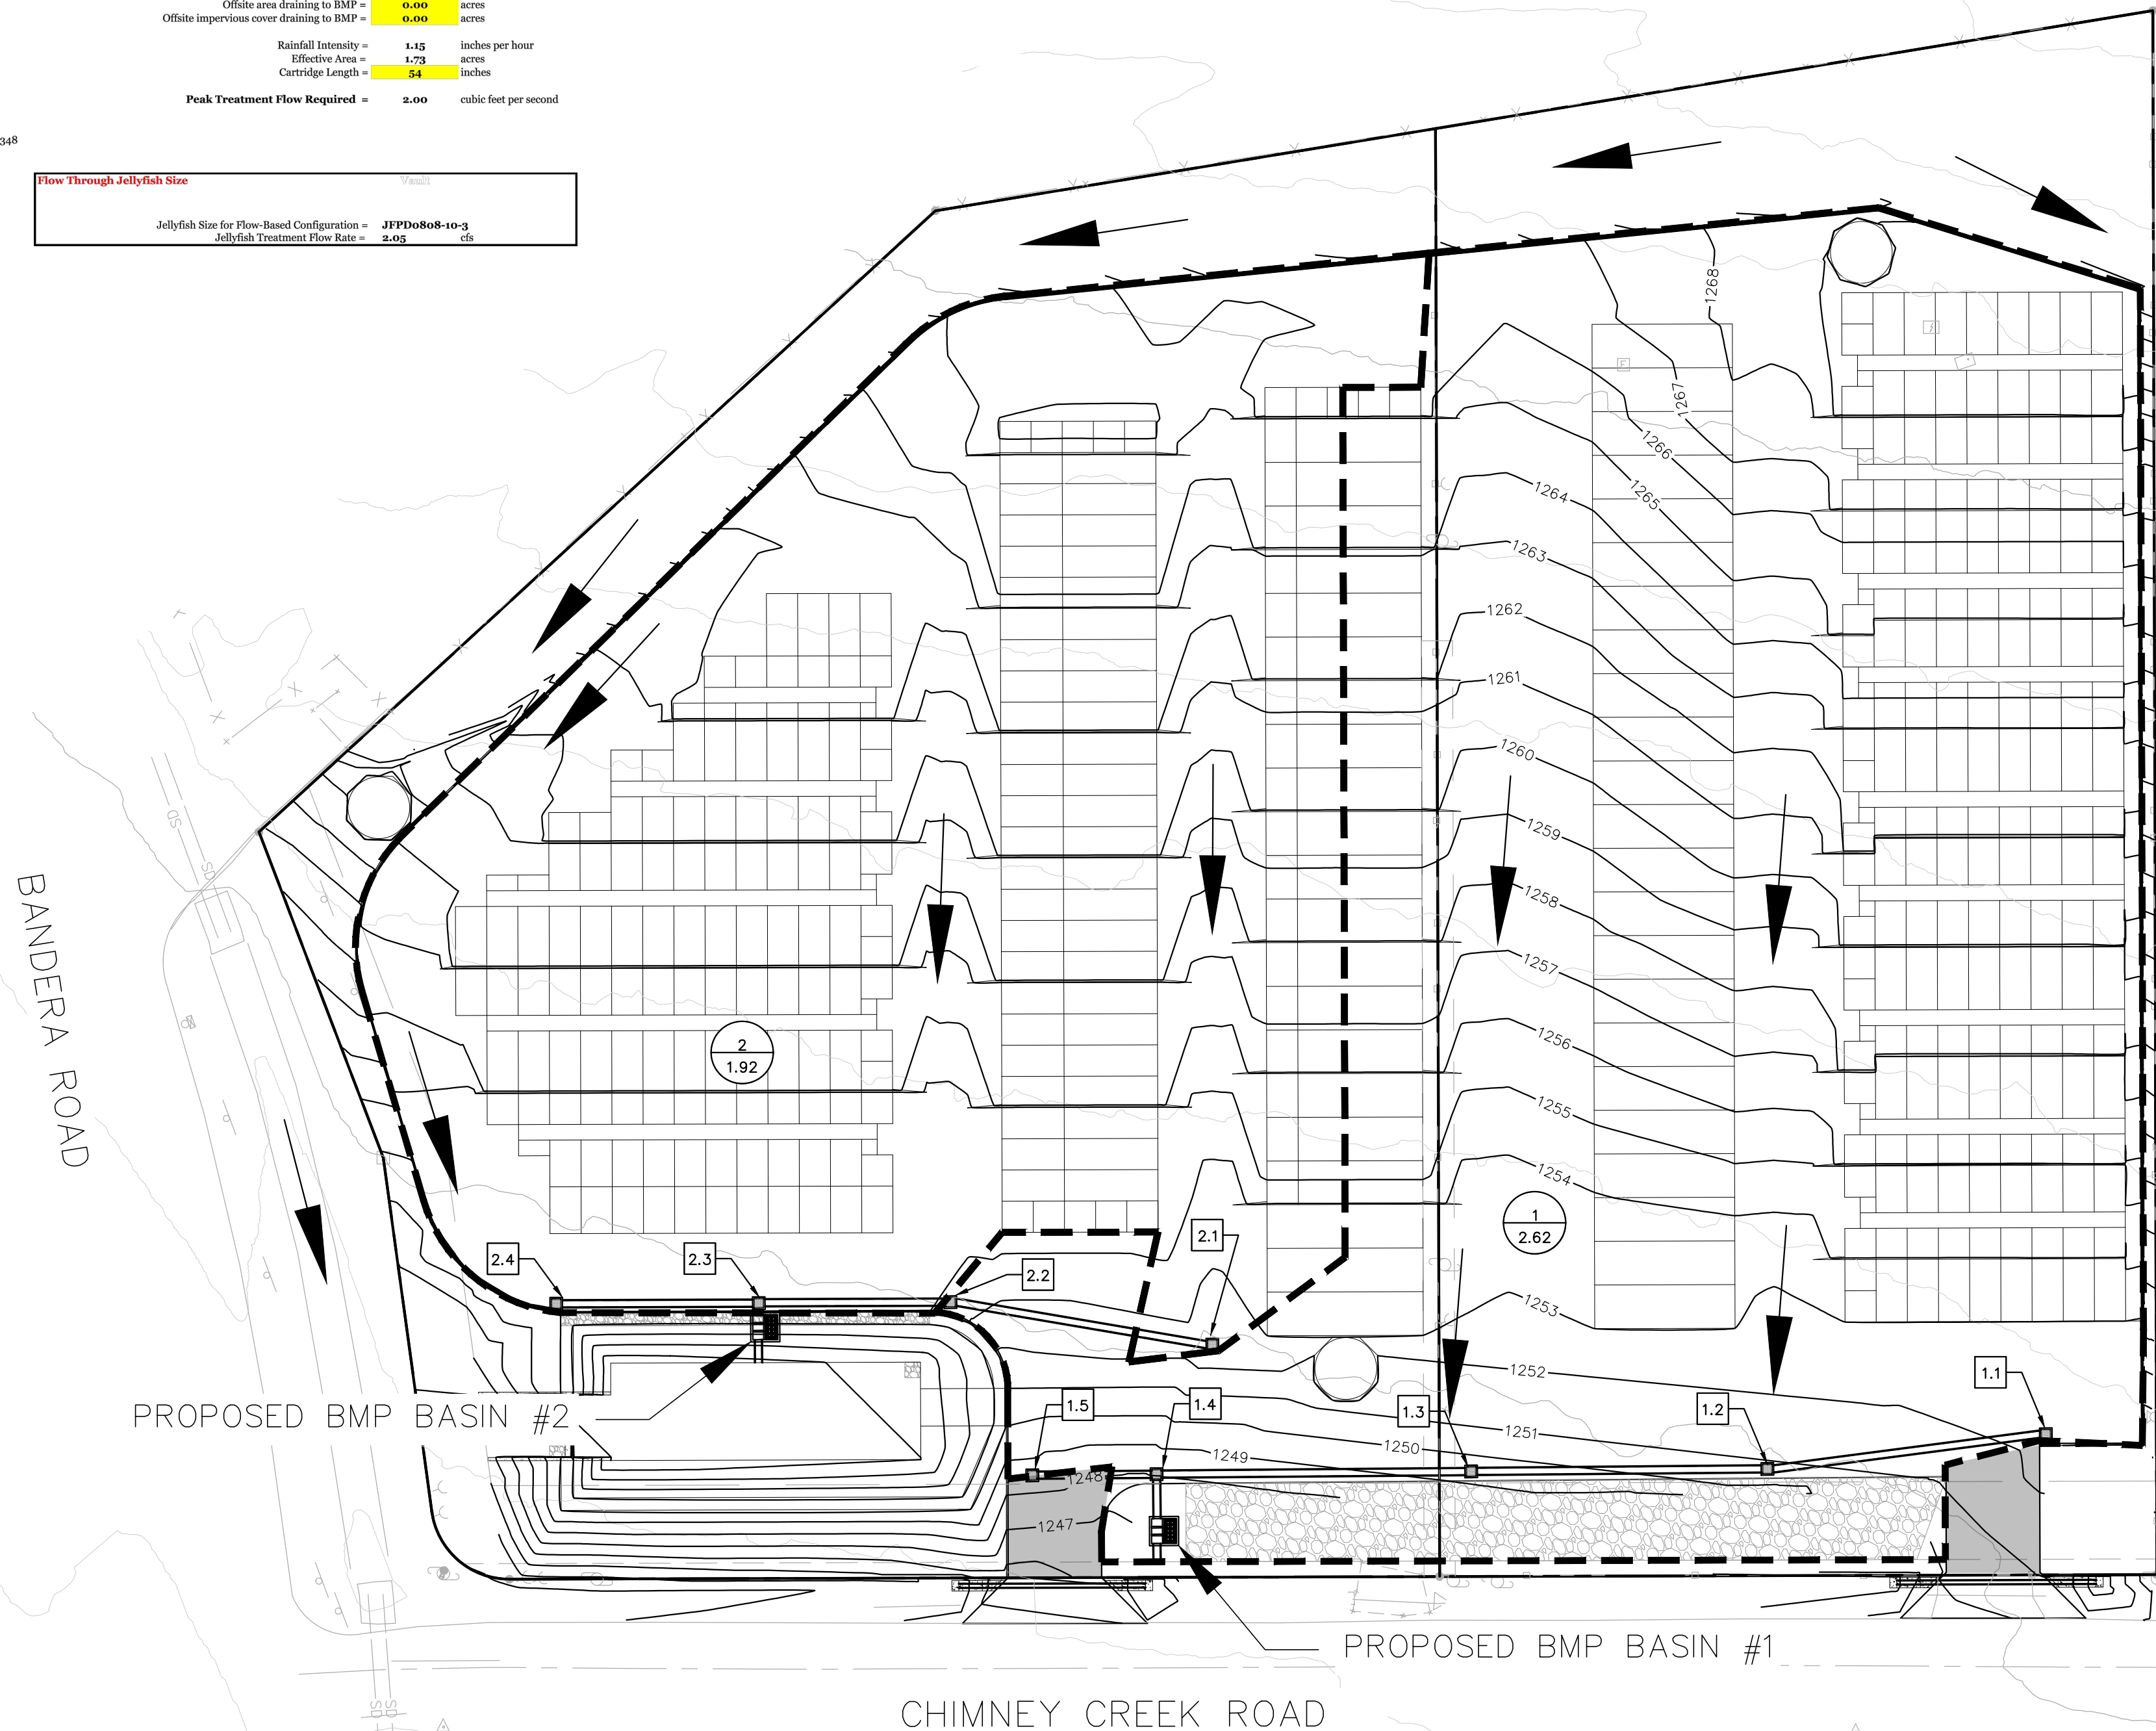 Offsite area draining to BMP = 0.00 acres
Offsite impervious cover draining to BMP = 0.00 acres
Rainfall Intensity = 1.15 inches per hour
Effective Area = 1.73 acres
Cartridge Length = 54 inches
Peak Treatment Flow Required = 2.00 cubic feet per second
348
Flow Through Jellyfish Size Vault
Jellyfish Size for Flow-Based Configuration = JFPD0808-10-3
Jellyfish Treatment Flow Rate = 2.05 cfs
1268
1267
1266
1265
1264
1263
1262
1261
1260
1259
1258
1257
1256
1255
1254
1253
1252
1251
1250
1249
1248
1247
2
1.92
1
2.62
2.4
2.3
2.2
2.1
1.5
1.4
1.3
1.2
1.1
SD
SD
BANDERA ROAD
PROPOSED BMP BASIN #2
PROPOSED BMP BASIN #1
CHIMNEY CREEK ROAD
SD
SD